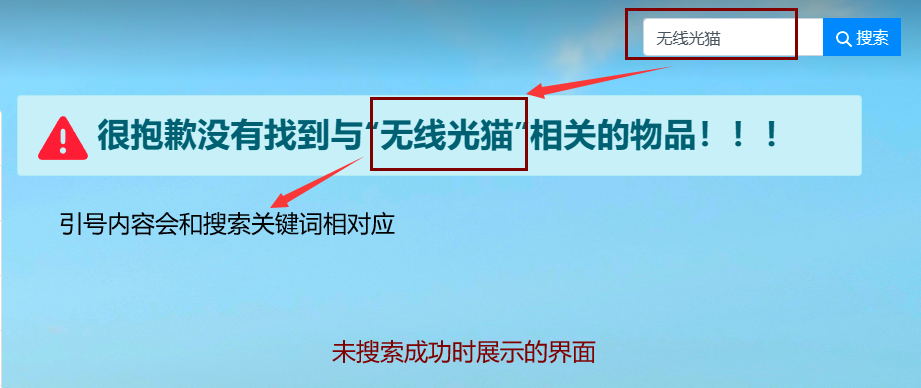 无线光猫
搜索
很抱歉没有找到与“无线光猫”相关的物品！！！
引号内容会和搜索关键词相对应
未搜索成功时展示的界面